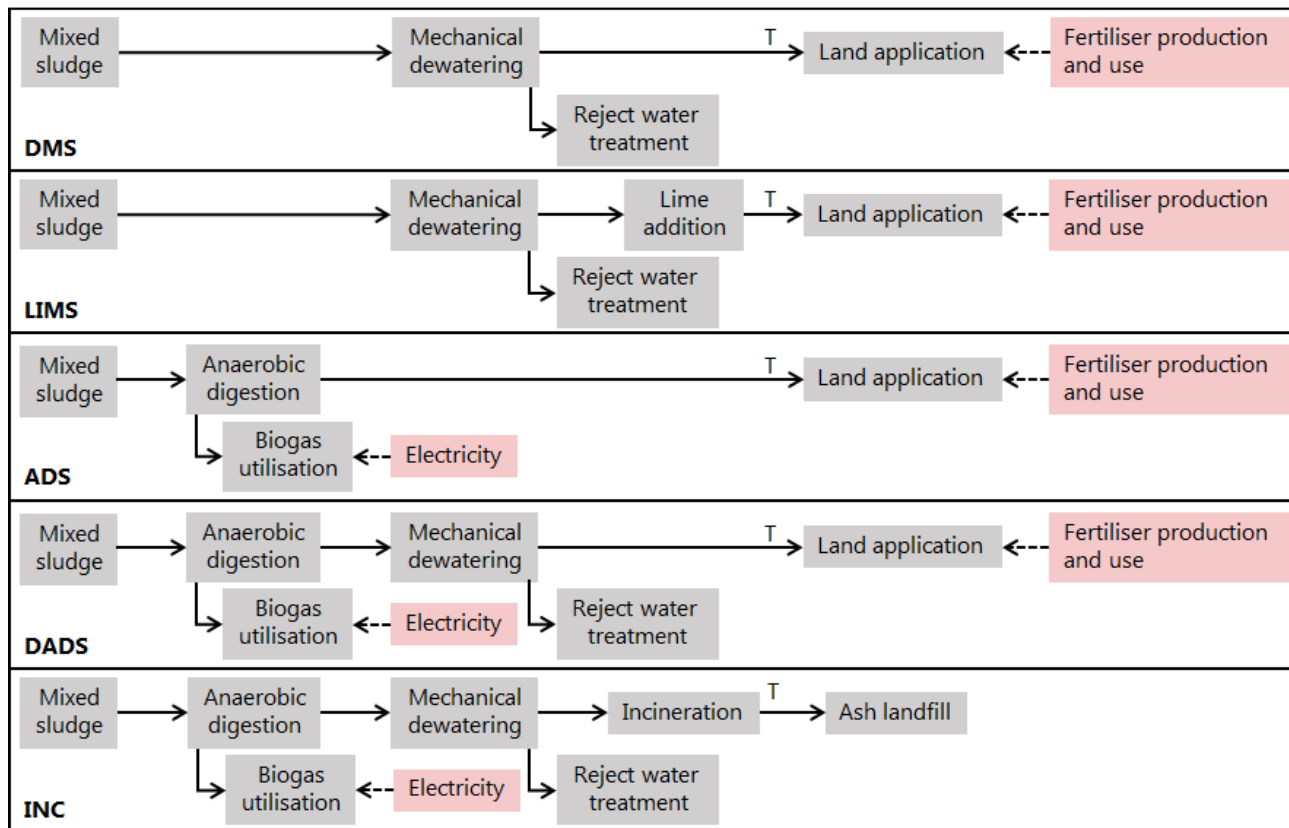 Mixed
sludge
Mechanical
dewatering
T
Land application
Fertiliser production
and use
Reject water
treatment
DMS
Mixed
sludge
Mechanical
dewatering
Lime
addition
T
Land application
Fertiliser production
and use
Reject water
treatment
LIMS
Mixed
sludge
Anaerobic
digestion
T
Land application
Fertiliser production
and use
Biogas
utilisation
Electricity
ADS
Mixed
sludge
Anaerobic
digestion
Mechanical
dewatering
T
Land application
Fertiliser production
and use
Biogas
utilisation
Electricity
Reject water
treatment
DADS
Mixed
sludge
Anaerobic
digestion
Mechanical
dewatering
Incineration
T
Ash landfill
Biogas
utilisation
Electricity
Reject water
treatment
INC